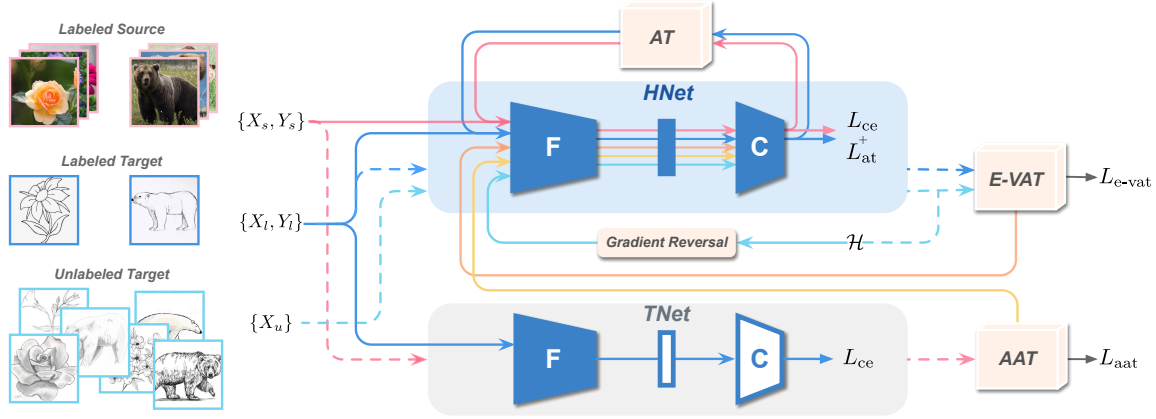 Labeled Source
Labeled Target
Unlabeled Target
{X_s, Y_s}
{X_l, Y_l}
{X_u}
AT
HNet
F
C
L_ce
+
L_at
E-VAT
L_e-vat
Gradient Reversal
ℋ
TNet
F
C
L_ce
AAT
L_aat